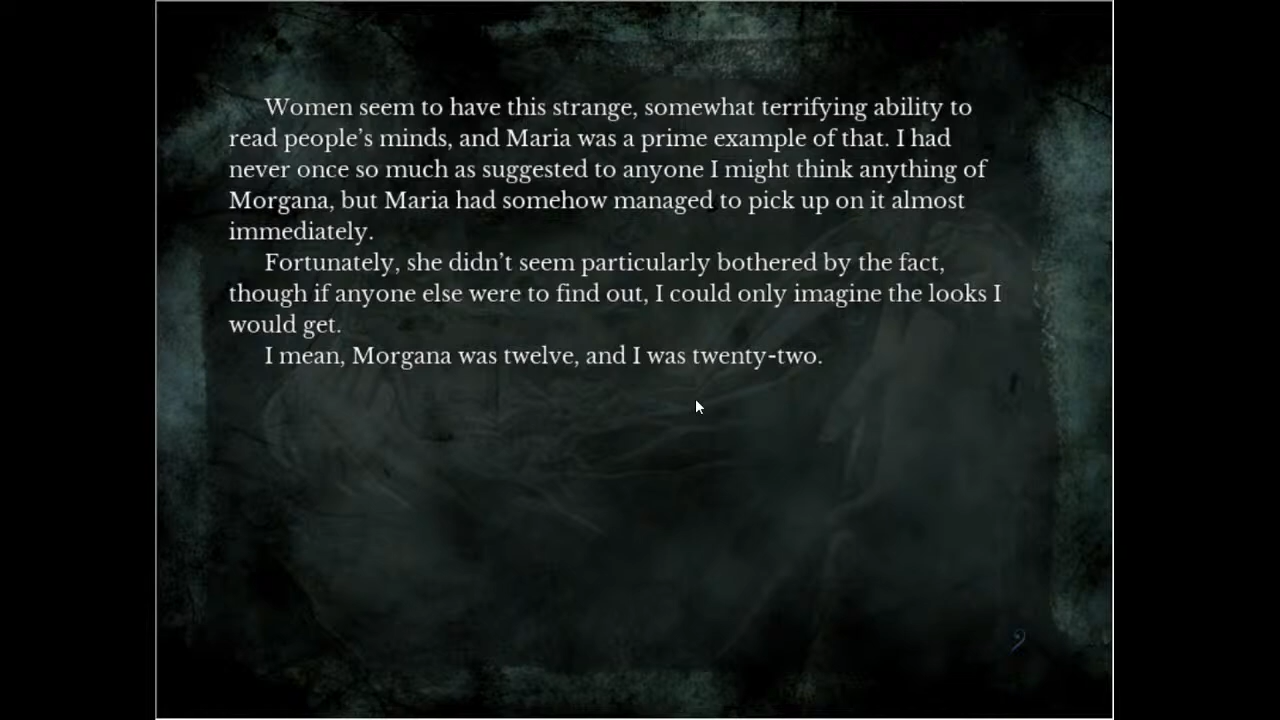 Women seem to have this strange, somewhat terrifying ability to
read people's minds, and Maria was a prime example of that. I had
never once so much as suggested to anyone I might think anything of
Morgana, but Maria had somehow managed to pick up on it almost
immediately.
Fortunately, she didn't seem particularly bothered by the fact,
though if anyone else were to find out, I could only imagine the looks I
would get.
I mean, Morgana was twelve, and I was twenty-two.